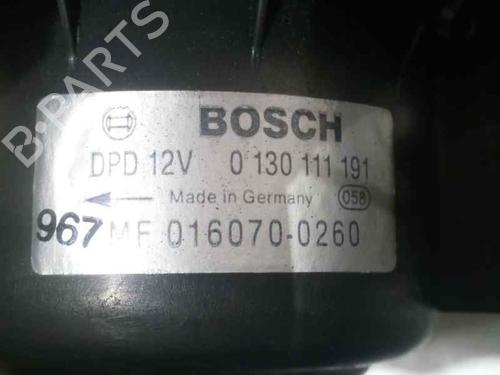 BOSCH
DPD 12V 0 130 111 191
Made in Germany 058
967 MF 016070-0260
B-PARTS